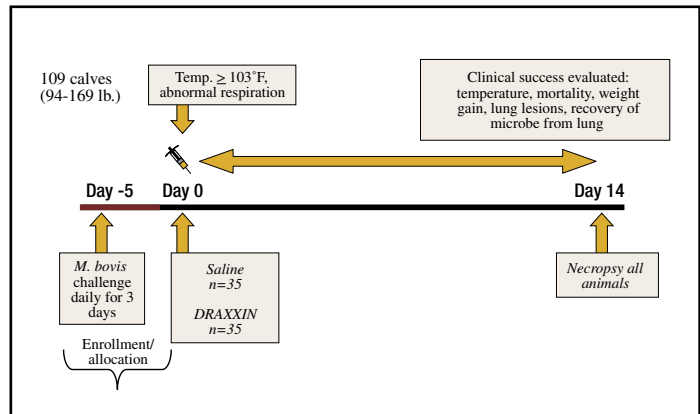 109 calves
(94-169 lb.)
Temp. ≥ 103˚F,
abnormal respiration
Clinical success evaluated:
temperature, mortality, weight
gain, lung lesions, recovery of
microbe from lung
Day -5
Day 0
Day 14
M. bovis
challenge
daily for 3
days
Saline
n=35
DRAXXIN
n=35
Necropsy all
animals
Enrollment/
allocation